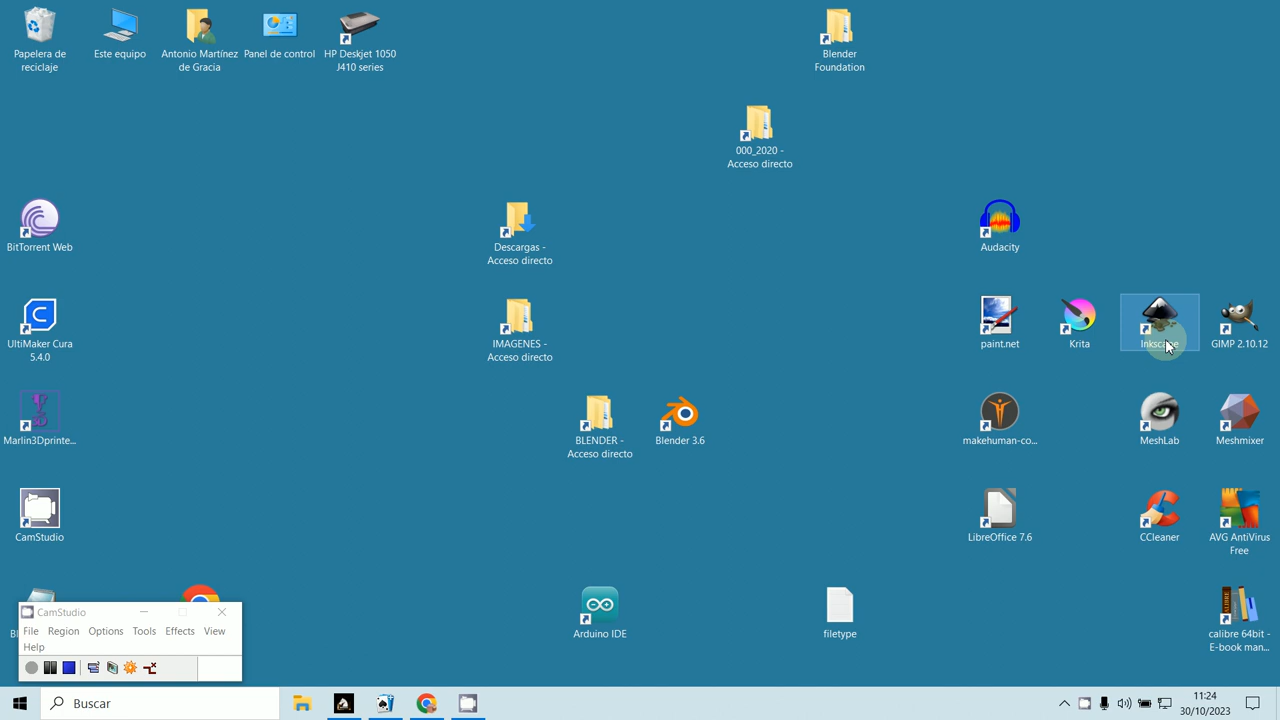 Papelera de
reciclaje
Este equipo
Antonio Martínez
de Gracia
Panel de control
HP Deskjet 1050
J410 series
Blender
Foundation
000_2020 -
Acceso directo
BitTorrent Web
Descargas -
Acceso directo
Audacity
UltiMaker Cura
5.4.0
IMAGENES -
Acceso directo
paint.net
Krita
Inkscape
GIMP 2.10.12
Marlin3Dprinte...
BLENDER -
Acceso directo
Blender 3.6
makehuman-co...
MeshLab
Meshmixer
CamStudio
LibreOffice 7.6
CCleaner
AVG AntiVirus
Free
Arduino IDE
filetype
calibre 64bit -
E-book man...
CamStudio
File Region Options Tools Effects View
Help
Buscar
11:24
30/10/2023